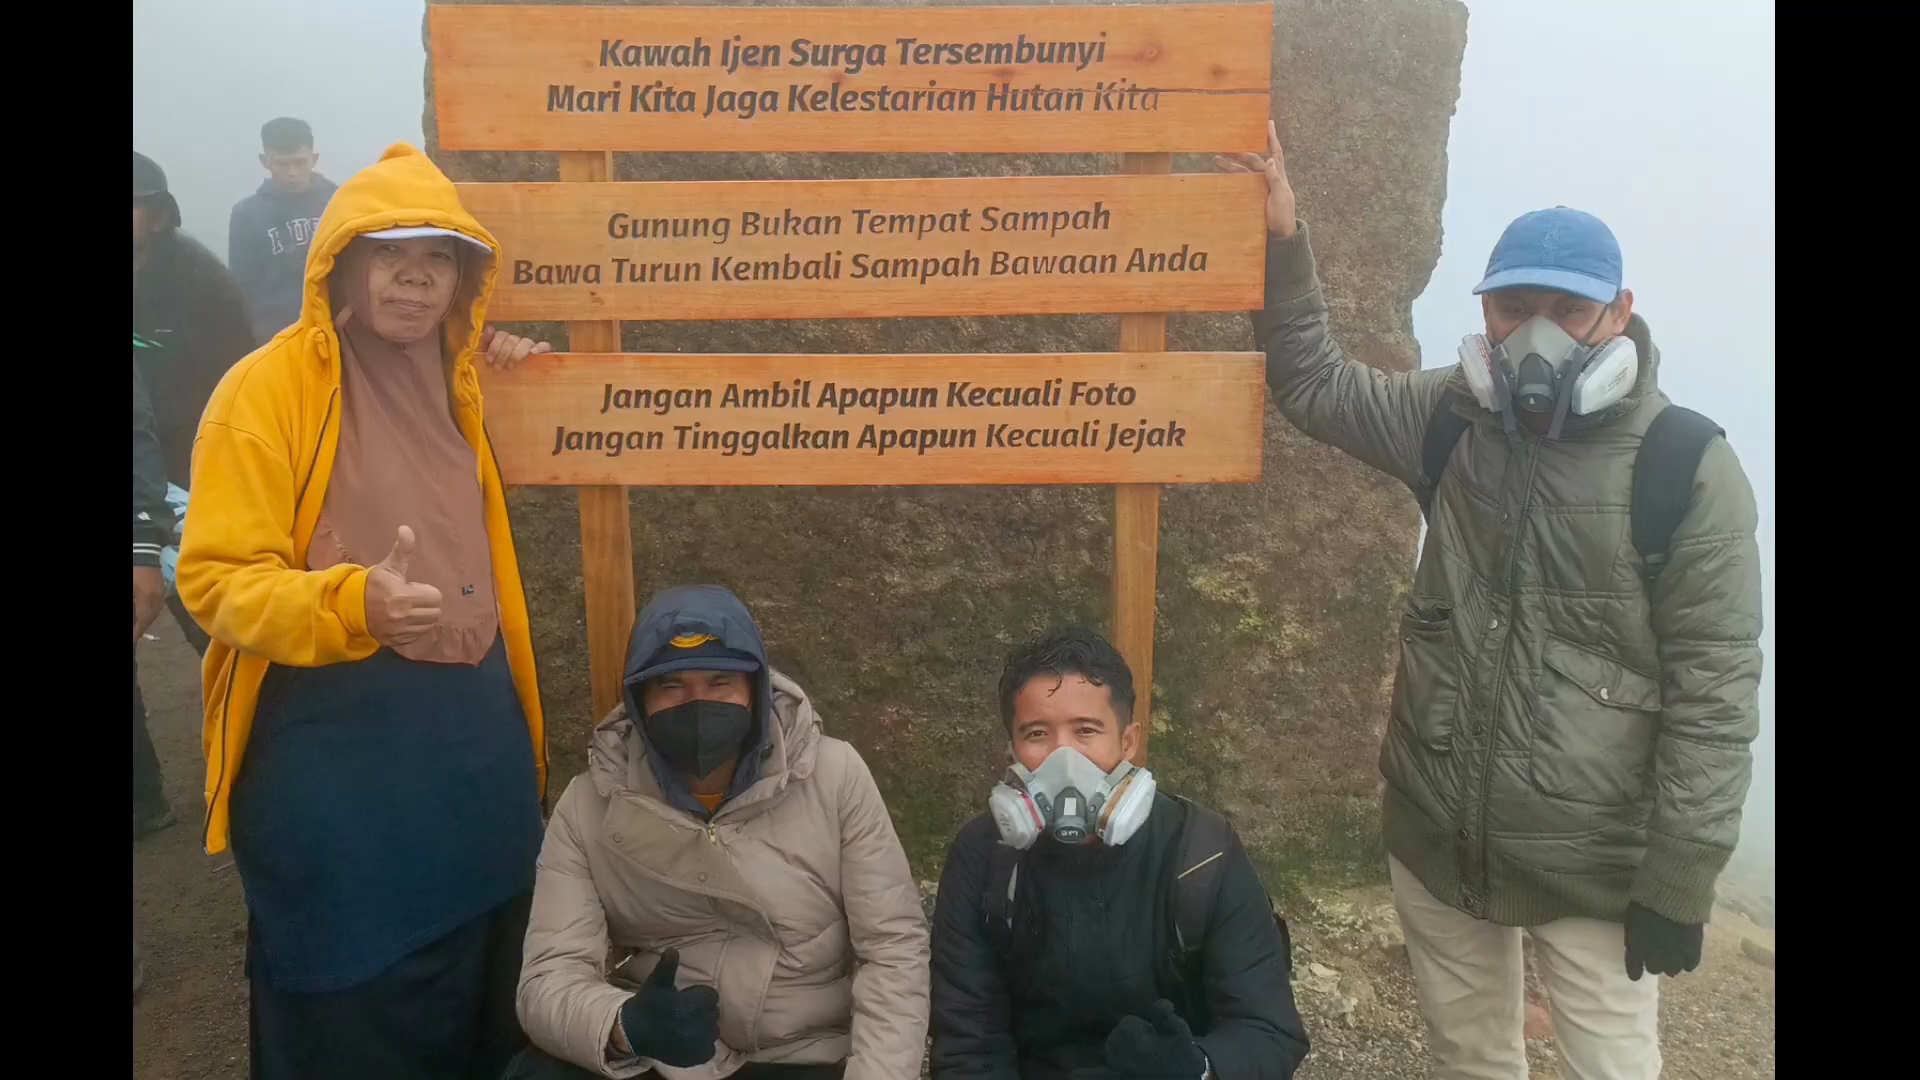 Kawah Ijen Surga Tersembunyi
Mari Kita Jaga Kelestarian Hutan Kita
Gunung Bukan Tempat Sampah
Bawa Turun Kembali Sampah Bawaan Anda
Jangan Ambil Apapun Kecuali Foto
Jangan Tinggalkan Apapun Kecuali Jejak